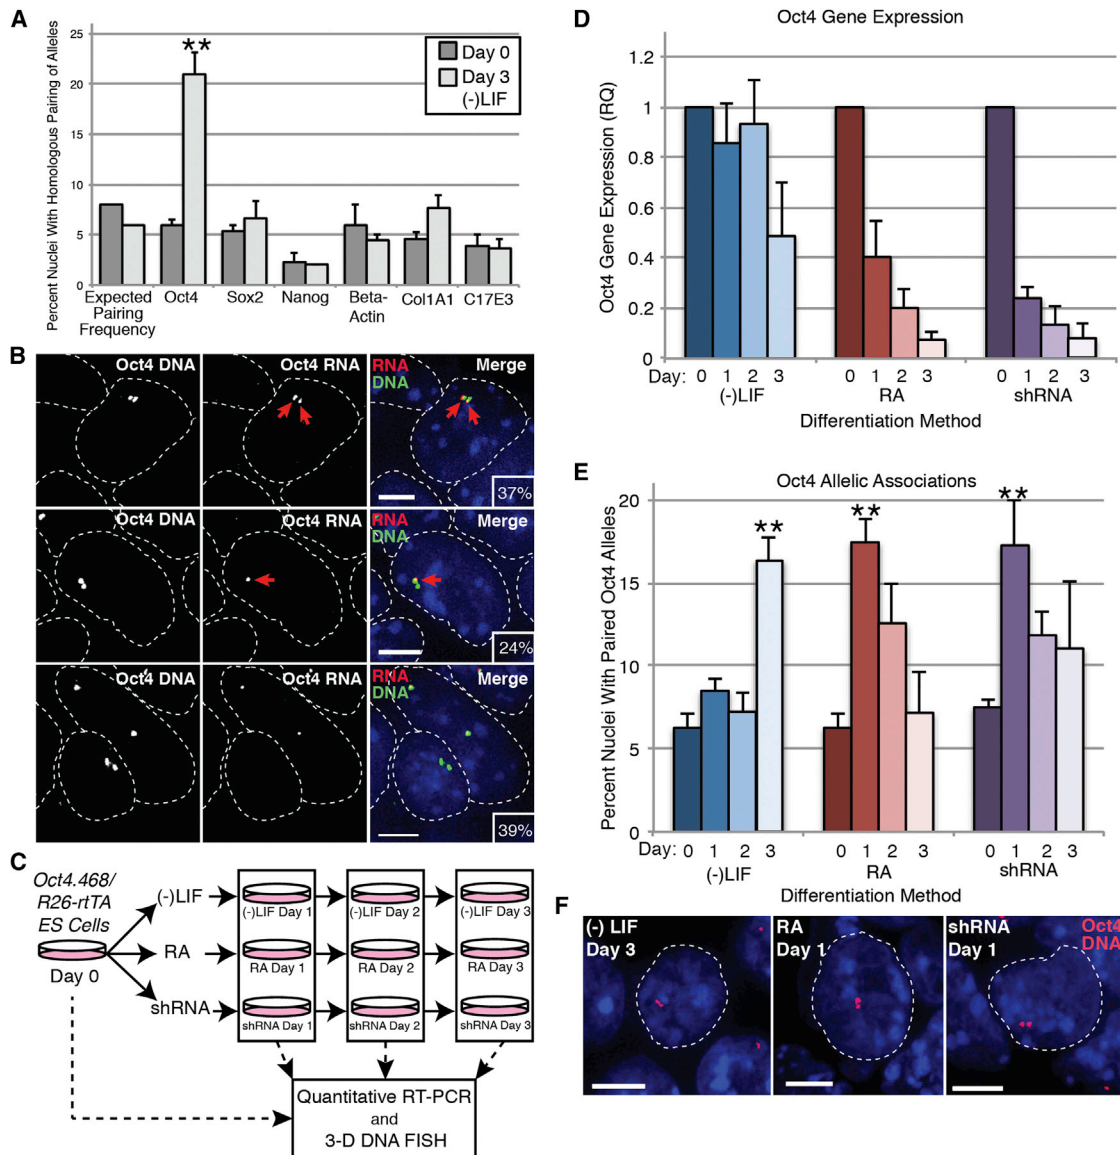 A
Percent Nuclei With Homologous Pairing of Alleles
25
20
15
10
5
0
**
Day 0
Day 3
(-)LIF
Expected
Pairing
Frequency
Oct4
Sox2
Nanog
Beta-
Actin
Col1A1
C17E3
B
Oct4 DNA
Oct4 RNA
RNA
DNA
Merge
37%
Oct4 DNA
Oct4 RNA
RNA
DNA
Merge
24%
Oct4 DNA
Oct4 RNA
RNA
DNA
Merge
39%
C
Oct4.468/
R26-rtTA
ES Cells
Day 0
(-)LIF
RA
shRNA
(-)LIF Day 1
(-)LIF Day 2
(-)LIF Day 3
RA Day 1
RA Day 2
RA Day 3
shRNA Day 1
shRNA Day 2
shRNA Day 3
Quantitative RT-PCR
and
3-D DNA FISH
D
Oct4 Gene Expression
Oct4 Gene Expression (RQ)
1.2
1
0.8
0.6
0.4
0.2
0
Day: 0 1 2 3 0 1 2 3 0 1 2 3
(-)LIF RA shRNA
Differentiation Method
E
Oct4 Allelic Associations
Percent Nuclei With Paired Oct4 Alleles
20
15
10
5
0
** ** **
Day: 0 1 2 3 0 1 2 3 0 1 2 3
(-)LIF RA shRNA
Differentiation Method
F
(-) LIF
Day 3
RA
Day 1
shRNA
Day 1
Oct4
DNA